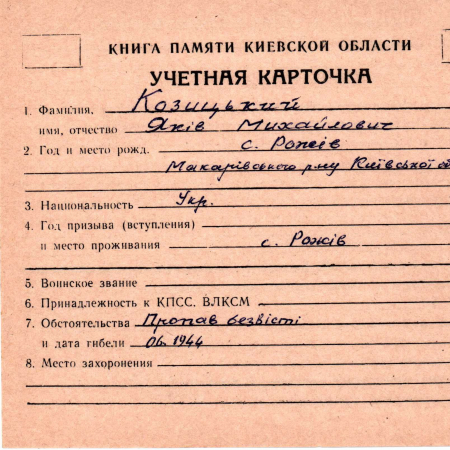 КНИГА ПАМЯТИ КИЕВСКОЙ ОБЛАСТИ
УЧЕТНАЯ КАРТОЧКА
1. Фамилия, Козицький
имя, отчество Яків Михайлович
2. Год и место рожд. с. Рожів
Макарівського р-ну Київської об
3. Национальность Укр.
4. Год призыва (вступления)
и место проживания с. Рожів
5. Воинское звание
6. Принадлежность к КПСС. ВЛКСМ
7. Обстоятельства Пропав безвісті
и дата гибели 06. 1944
8. Место захоронения